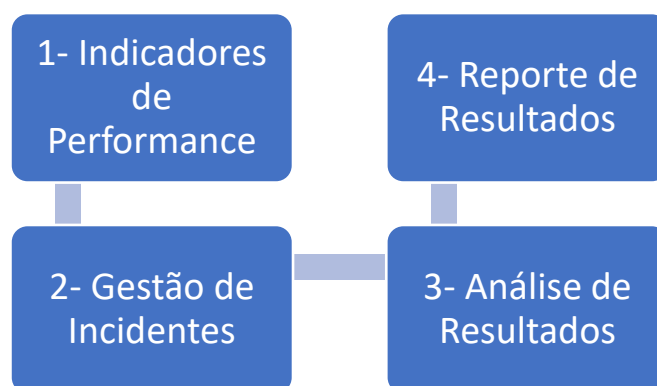 1- Indicadores
de
Performance
2- Gestão de
Incidentes
3- Análise de
Resultados
4- Reporte de
Resultados